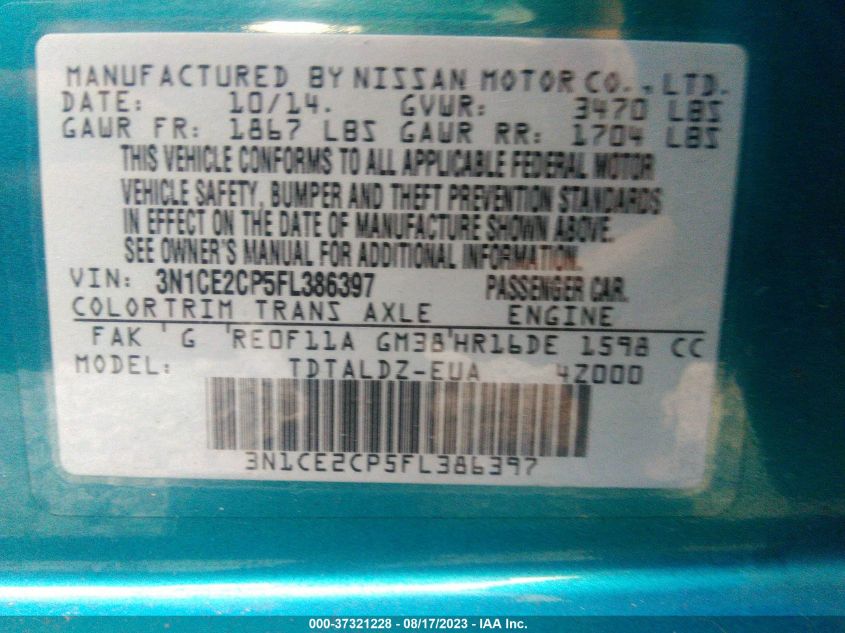 MANUFACTURED BY NISSAN MOTOR CO., LTD.
DATE: 10/14. GVWR: 3470 LBS
GAWR FR: 1867 LBS GAWR RR: 1704 LBS
THIS VEHICLE CONFORMS TO ALL APPLICABLE FEDERAL MOTOR
VEHICLE SAFETY, BUMPER AND THEFT PREVENTION STANDARDS
IN EFFECT ON THE DATE OF MANUFACTURE SHOWN ABOVE.
SEE OWNER'S MANUAL FOR ADDITIONAL INFORMATION.
VIN: 3N1CE2CP5FL386397 PASSENGER CAR.
COLORTRIM TRANS AXLE ENGINE
FAK G RE0F11A GM38 HR16DE 1598 CC
MODEL: TDTALDZ-EUA 4Z000
3N1CE2CP5FL386397
000-37321228 - 08/17/2023 - IAA Inc.